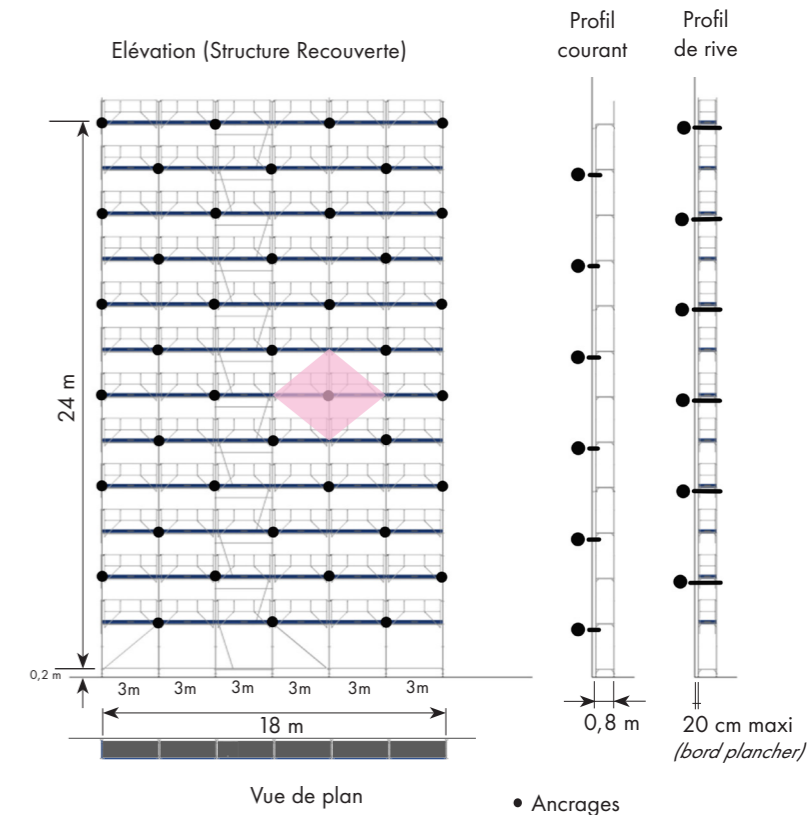 Elévation (Structure Recouverte)
Profil
courant
Profil
de rive
24 m
0,2 m
3m 3m 3m 3m 3m 3m
18 m
0,8 m
20 cm maxi
(bord plancher)
Vue de plan
• Ancrages